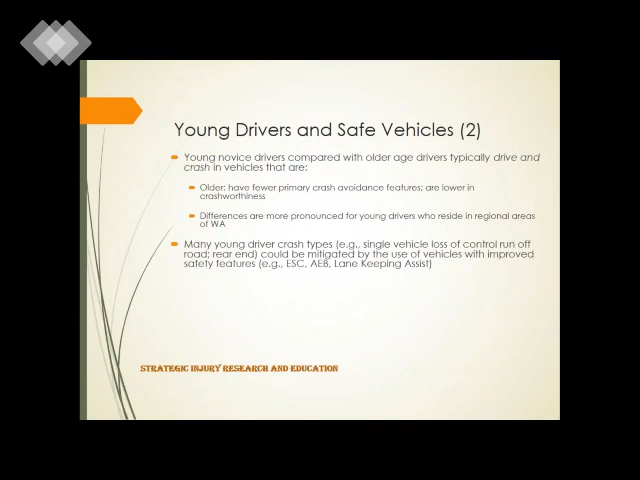 Young Drivers and Safe Vehicles (2)
Young novice drivers compared with older age drivers typically drive and
crash in vehicles that are:
Older; have fewer primary crash avoidance features; are lower in
crashworthiness
Differences are more pronounced for young drivers who reside in regional areas
of WA
Many young driver crash types (e.g., single vehicle loss of control run off
road; rear end) could be mitigated by the use of vehicles with improved
safety features (e.g., ESC, AEB, Lane Keeping Assist)
STRATEGIC INJURY RESEARCH AND EDUCATION